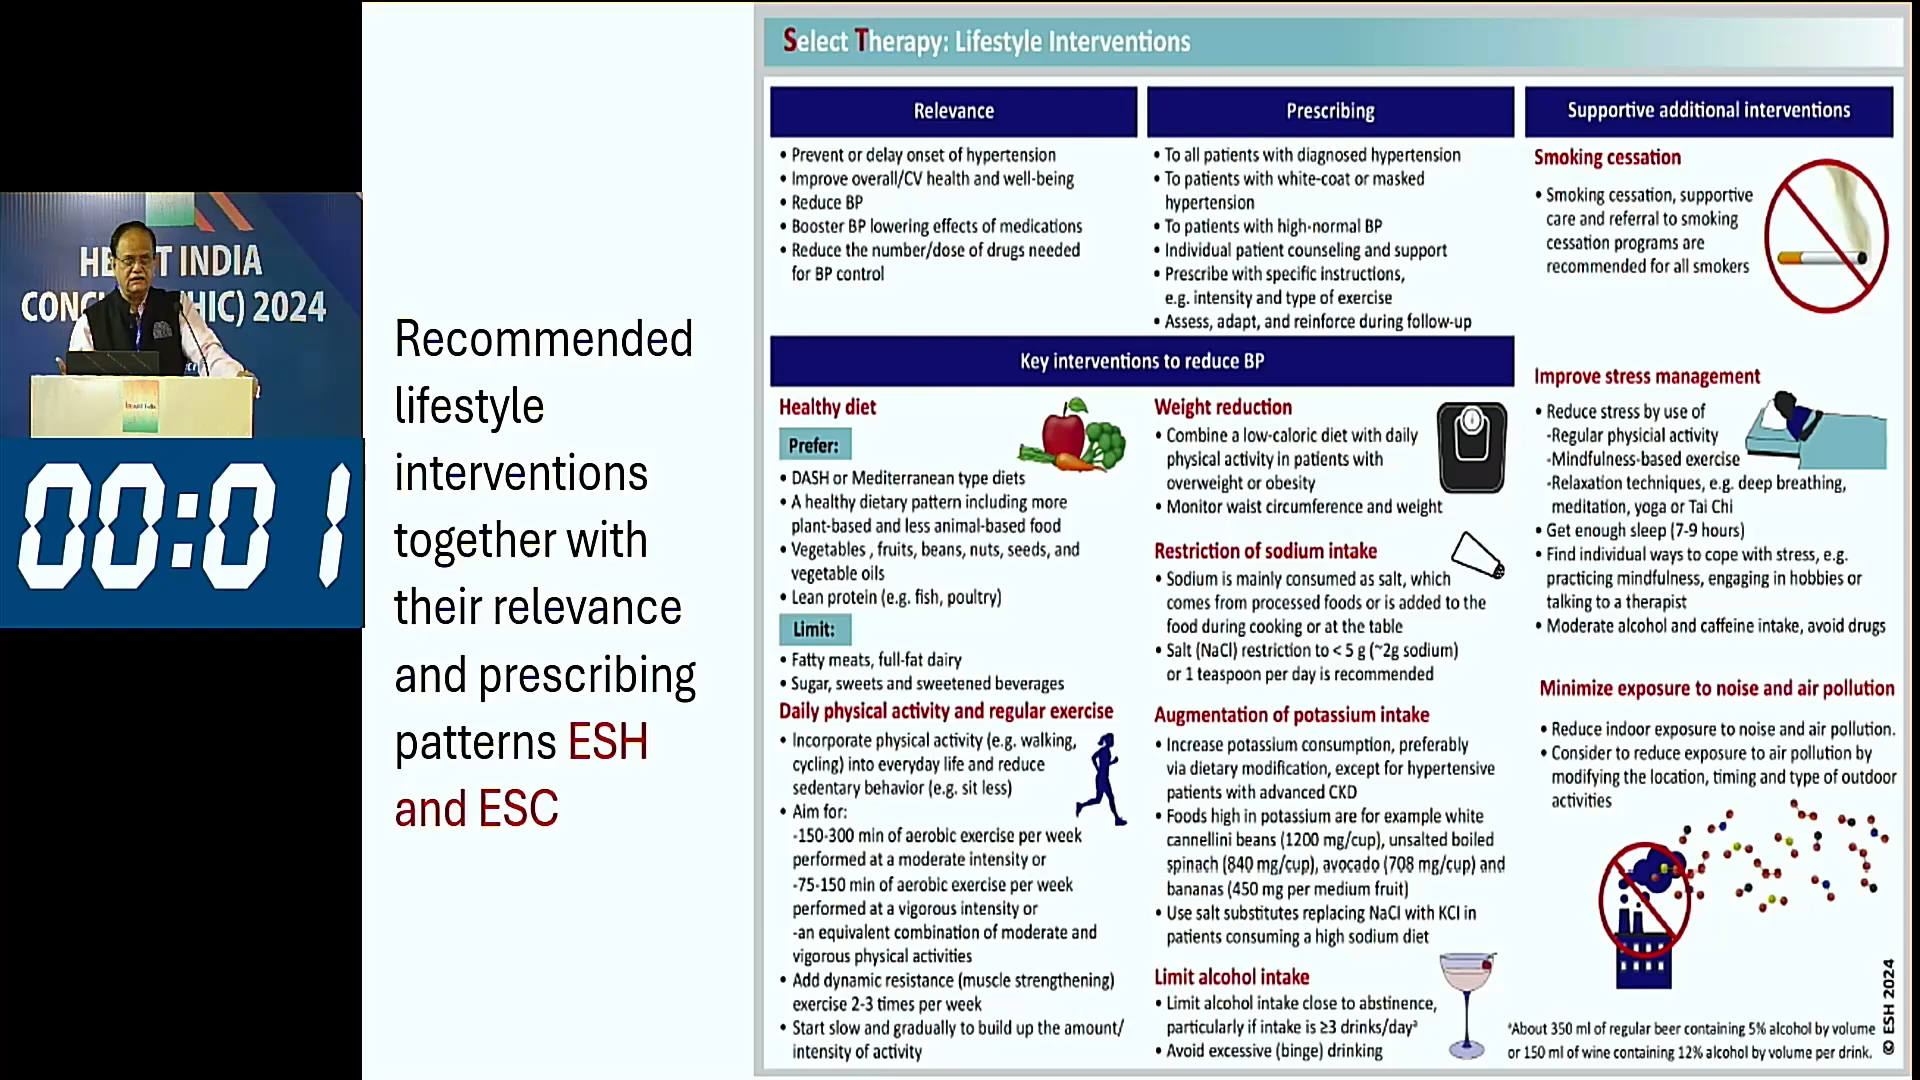 HEART INDIA
CONC HIC) 2024
00:01
Recommended
lifestyle
interventions
together with
their relevance
and prescribing
patterns ESH
and ESC
Select Therapy: Lifestyle Interventions
Relevance
• Prevent or delay onset of hypertension
• Improve overall/CV health and well-being
• Reduce BP
• Booster BP lowering effects of medications
• Reduce the number/dose of drugs needed
for BP control
Prescribing
• To all patients with diagnosed hypertension
• To patients with white-coat or masked
hypertension
• To patients with high-normal BP
• Individual patient counseling and support
• Prescribe with specific instructions,
e.g. intensity and type of exercise
• Assess, adapt, and reinforce during follow-up
Key interventions to reduce BP
Healthy diet
Prefer:
• DASH or Mediterranean type diets
• A healthy dietary pattern including more
plant-based and less animal-based food
• Vegetables , fruits, beans, nuts, seeds, and
vegetable oils
• Lean protein (e.g. fish, poultry)
Limit:
• Fatty meats, full-fat dairy
• Sugar, sweets and sweetened beverages
Daily physical activity and regular exercise
• Incorporate physical activity (e.g. walking,
cycling) into everyday life and reduce
sedentary behavior (e.g. sit less)
• Aim for:
-150-300 min of aerobic exercise per week
performed at a moderate intensity or
-75-150 min of aerobic exercise per week
performed at a vigorous intensity or
-an equivalent combination of moderate and
vigorous physical activities
• Add dynamic resistance (muscle strengthening)
exercise 2-3 times per week
• Start slow and gradually to build up the amount/
intensity of activity
Weight reduction
• Combine a low-caloric diet with daily
physical activity in patients with
overweight or obesity
• Monitor waist circumference and weight
Restriction of sodium intake
• Sodium is mainly consumed as salt, which
comes from processed foods or is added to the
food during cooking or at the table
• Salt (NaCl) restriction to < 5 g (~2g sodium)
or 1 teaspoon per day is recommended
Augmentation of potassium intake
• Increase potassium consumption, preferably
via dietary modification, except for hypertensive
patients with advanced CKD
• Foods high in potassium are for example white
cannellini beans (1200 mg/cup), unsalted boiled
spinach (840 mg/cup), avocado (708 mg/cup) and
bananas (450 mg per medium fruit)
• Use salt substitutes replacing NaCl with KCl in
patients consuming a high sodium diet
Limit alcohol intake
• Limit alcohol intake close to abstinence,
particularly if intake is ≥3 drinks/dayª
• Avoid excessive (binge) drinking
Supportive additional interventions
Smoking cessation
• Smoking cessation, supportive
care and referral to smoking
cessation programs are
recommended for all smokers
Improve stress management
• Reduce stress by use of
-Regular physicial activity
-Mindfulness-based exercise
-Relaxation techniques, e.g. deep breathing,
meditation, yoga or Tai Chi
• Get enough sleep (7-9 hours)
• Find individual ways to cope with stress, e.g.
practicing mindfulness, engaging in hobbies or
talking to a therapist
• Moderate alcohol and caffeine intake, avoid drugs
Minimize exposure to noise and air pollution
• Reduce indoor exposure to noise and air pollution.
• Consider to reduce exposure to air pollution by
modifying the location, timing and type of outdoor
activities
ªAbout 350 ml of regular beer containing 5% alcohol by volume
or 150 ml of wine containing 12% alcohol by volume per drink.
© ESH 2024